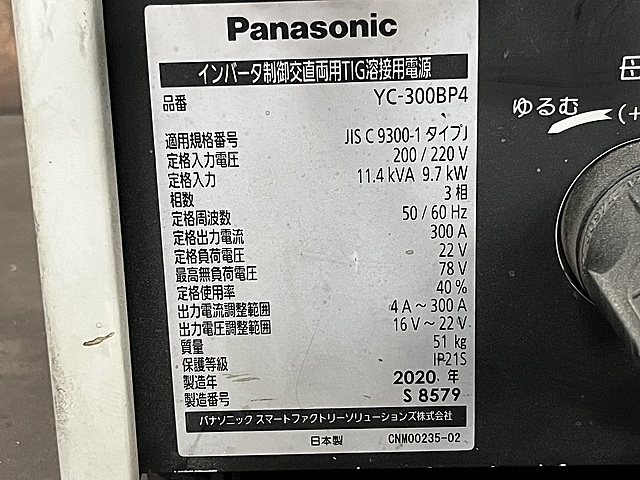 Panasonic
インバータ制御交直両用TIG溶接用電源
品番 YC-300BP4
適用規格番号 JIS C 9300-1 タイプJ
定格入力電圧 200 / 220 V
定格入力 11.4 kVA 9.7 kW
相数 3 相
定格周波数 50 / 60 Hz
定格出力電流 300 A
定格負荷電圧 22 V
最高無負荷電圧 78 V
定格使用率 40 %
出力電流調整範囲 4 A～300 A
出力電圧調整範囲 16 V～22 V
質量 51 kg
保護等級 IP21S
製造年 2020 年
製造番号 S 8579
パナソニック スマートファクトリーソリューションズ株式会社
日本製 CNM00235-02
母
ゆるむ
(+